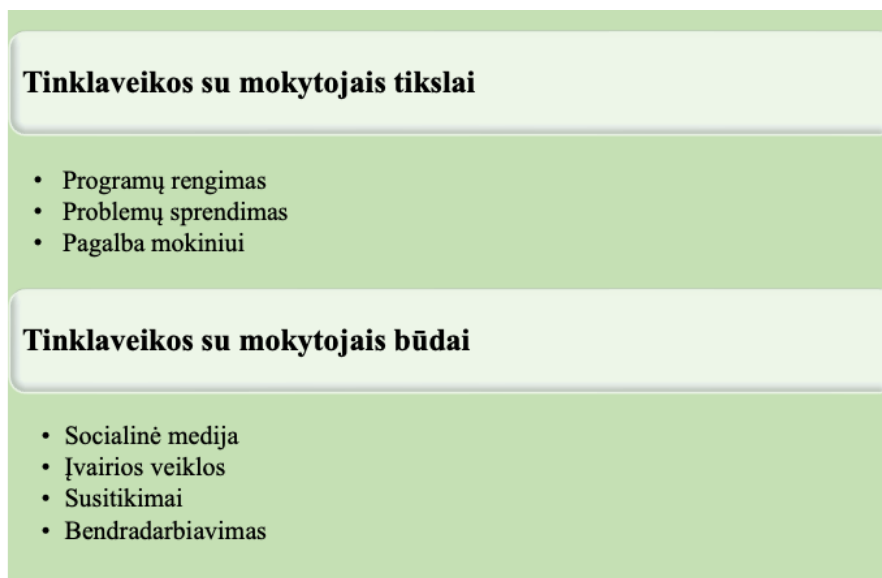 Tinklaveikos su mokytojais tikslai
• Programų rengimas
• Problemų sprendimas
• Pagalba mokiniui
Tinklaveikos su mokytojais būdai
• Socialinė medija
• Įvairios veiklos
• Susitikimai
• Bendradarbiavimas